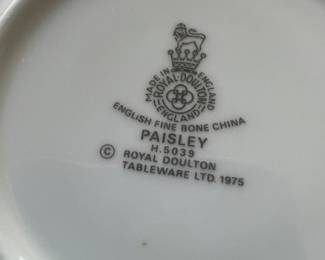 MADE IN ENGLAND
ROYAL·DOULTON
ENGLAND
ENGLISH FINE BONE CHINA
PAISLEY
H.5039
© ROYAL DOULTON
TABLEWARE LTD. 1975